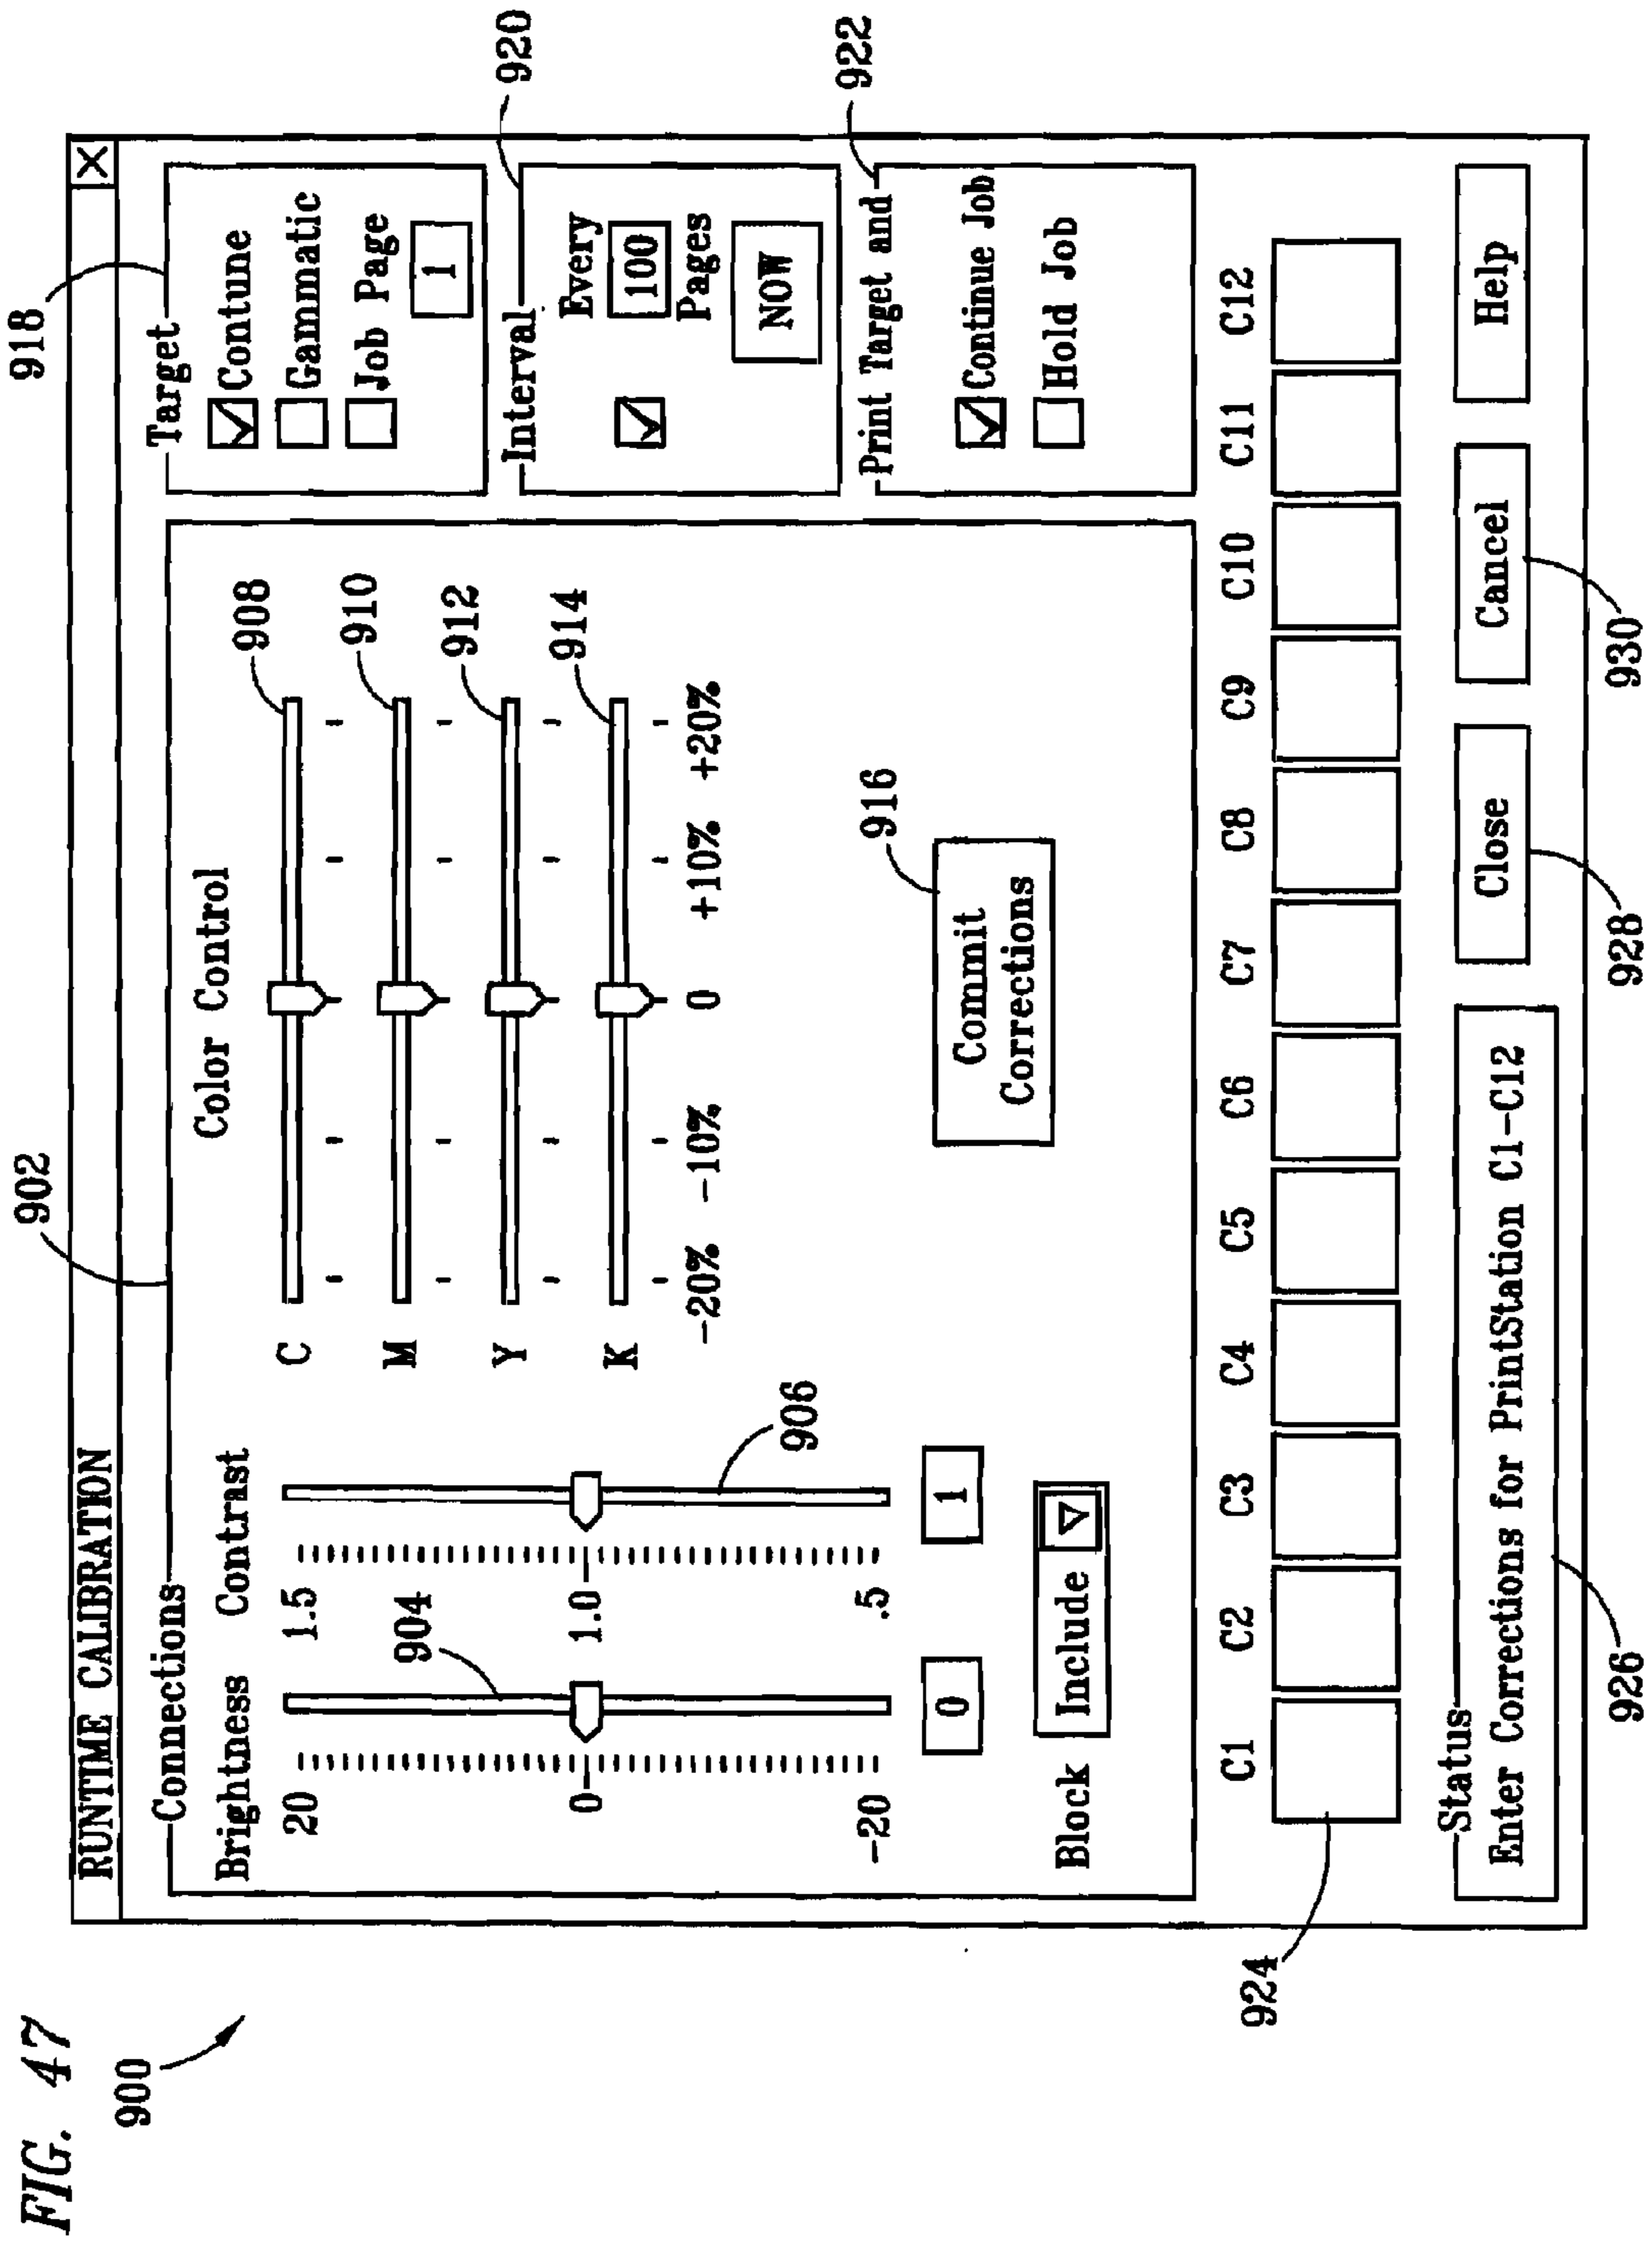 FIG. 47
900
RUNTIME CALIBRATION
X
902
918
Connections
Brightness
Contrast
Color Control
20
0
-20
904
0
1.5
1.0
.5
906
1
C
908
M
910
Y
912
K
914
-20% -10% 0 +10% +20%
Block Include
916
Commit
Corrections
Target
Contune
Gammatic
Job Page
1
920
Interval
Every
100
Pages
NOW
922
Print Target and
Continue Job
Hold Job
C1 C2 C3 C4 C5 C6 C7 C8 C9 C10 C11 C12
924
Status
Enter Corrections for PrintStation C1-C12
Close
Cancel
Help
926
928
930